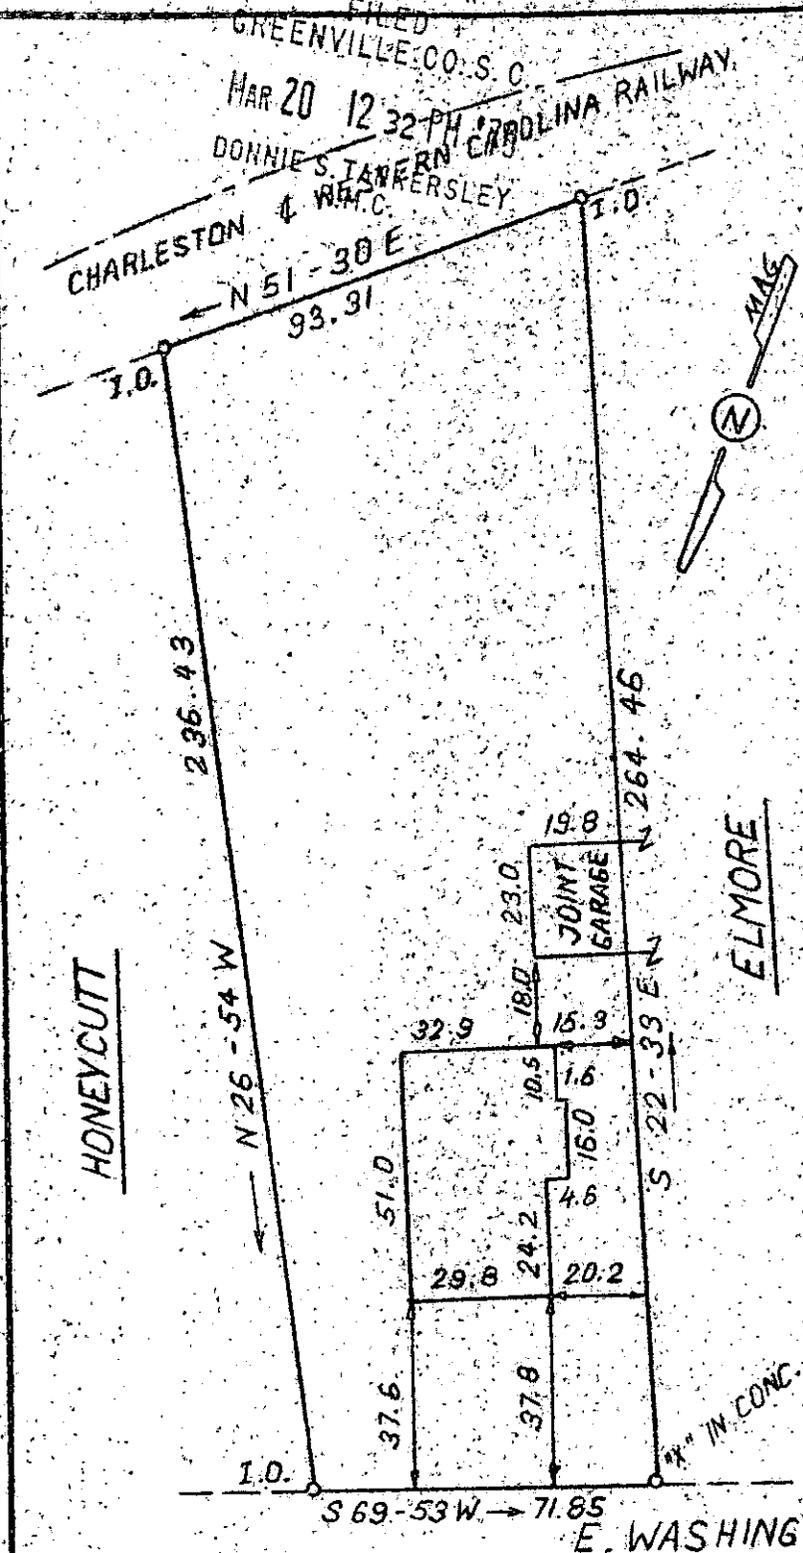 FILED
GREENVILLE CO. S. C.
MAR 20 12 32 PH
DONNIE S. TANKERSLEY
R.M.C.
CHARLESTON & WESTERN CAROLINA RAILWAY
I.O.
N 51-30 E
93.31
I.O.
MAG
N
236.43
264.46
19.8
23.0
JOINT
GARAGE
ELMORE
HONEYCUTT
N 26-54 W
18.0
32.9
15.9
10.5
1.6
16.0
S 22-33 E
51.0
4.6
24.2
29.8
20.2
37.6
37.8
"X" IN CONC.
I.O.
S 69-53 W
71.85
E. WASHING